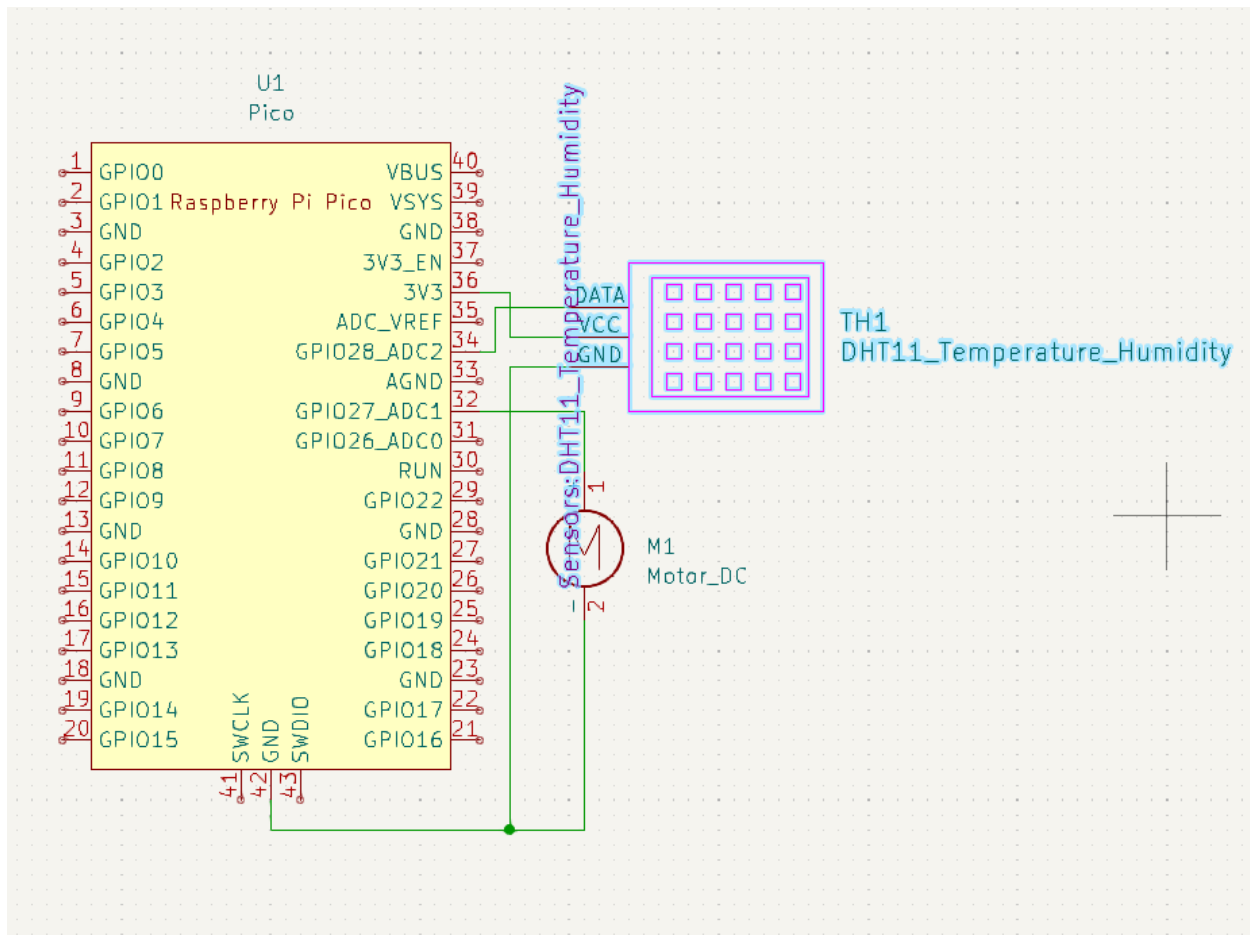 U1
Pico
1
GPIO0
VBUS
40
2
GPIO1
Raspberry Pi Pico
VSYS
39
3
GND
GND
38
4
GPIO2
3V3_EN
37
5
GPIO3
3V3
36
6
GPIO4
ADC_VREF
35
7
GPIO5
GPIO28_ADC2
34
8
GND
AGND
33
9
GPIO6
GPIO27_ADC1
32
10
GPIO7
GPIO26_ADC0
31
11
GPIO8
RUN
30
12
GPIO9
GPIO22
29
13
GND
GND
28
14
GPIO10
GPIO21
27
15
GPIO11
GPIO20
26
16
GPIO12
GPIO19
25
17
GPIO13
GPIO18
24
18
GND
GND
23
19
GPIO14
GPIO17
22
20
GPIO15
GPIO16
21
SWCLK
GND
SWDIO
41
42
43
Sensors:DHT11_Temperature_Humidity
DATA
VCC
GND
TH1
DHT11_Temperature_Humidity
1
M
M1
Motor_DC
-
2